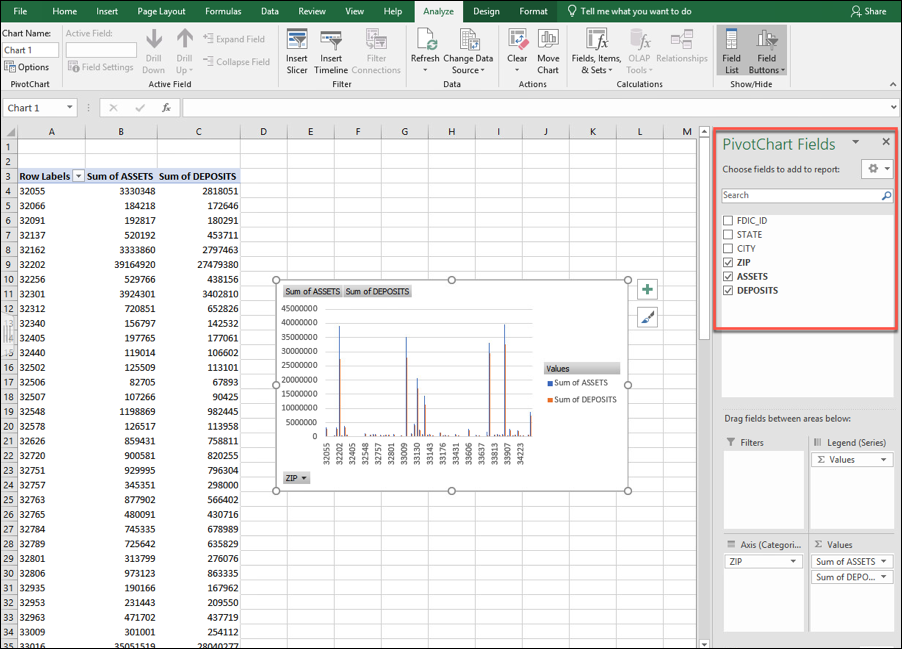 File Home Insert Page Layout Formulas Data Review View Help Analyze Design Format Tell me what you want to do Share
Chart Name:
Chart 1
Options
PivotChart
Active Field:
Field Settings
Drill Down
Drill Up
Expand Field
Collapse Field
Active Field
Insert Slicer
Insert Timeline
Filter Connections
Filter
Refresh
Change Data Source
Data
Clear
Move Chart
Actions
Fields, Items, & Sets
OLAP Tools
Relationships
Calculations
Field List
Field Buttons
Show/Hide
Chart 1 fx
A B C D E F G H I J K L M
1
2
3 Row Labels Sum of ASSETS Sum of DEPOSITS
4 32055 3330348 2818051
5 32066 184218 172646
6 32091 192817 180291
7 32137 520192 453711
8 32162 3333860 2797463
9 32202 39164920 27479380
10 32256 529766 438156
11 32301 3924301 3402810
12 32308 720851 652826
13 32340 156797 142532
14 32405 197765 177061
15 32440 119014 106602
16 32502 125509 113101
17 32506 82705 67893
18 32507 107266 90425
19 32548 1198869 982445
20 32578 126517 113958
21 32626 859431 758811
22 32720 900581 820255
23 32751 929995 796304
24 32757 345351 298000
25 32763 877902 566402
26 32765 480091 430716
27 32784 745335 678989
28 32789 725642 635829
29 32801 313799 276076
30 32806 973123 863335
31 32935 190166 167962
32 32953 231443 209550
33 32963 471702 437719
34 33009 301001 254112
35 33016 35051519 28040277
Sum of ASSETS Sum of DEPOSITS
45000000
40000000
35000000
30000000
25000000
20000000
15000000
10000000
5000000
0
32055 32202 32405 32548 32757 32801 33009 33130 33143 33176 33431 33606 33637 33813 33907 34223
Values
Sum of ASSETS
Sum of DEPOSITS
ZIP
PivotChart Fields
Choose fields to add to report:
Search
FDIC_ID
STATE
CITY
ZIP
ASSETS
DEPOSITS
Drag fields between areas below:
Filters
Legend (Series)
Σ Values
Axis (Categori...
ZIP
Σ Values
Sum of ASSETS
Sum of DEPO...